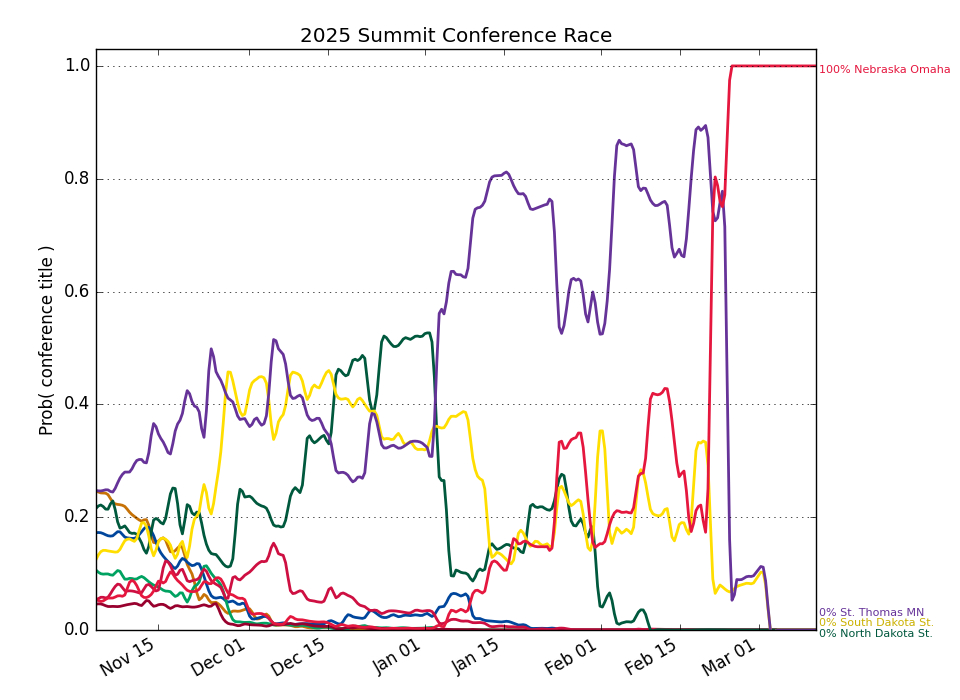 2025 Summit Conference Race
1.0
0.8
0.6
0.4
0.2
0.0
Prob( conference title )
100% Nebraska Omaha
0% St. Thomas MN
0% South Dakota St.
0% North Dakota St.
Nov 15
Dec 01
Dec 15
Jan 01
Jan 15
Feb 01
Feb 15
Mar 01